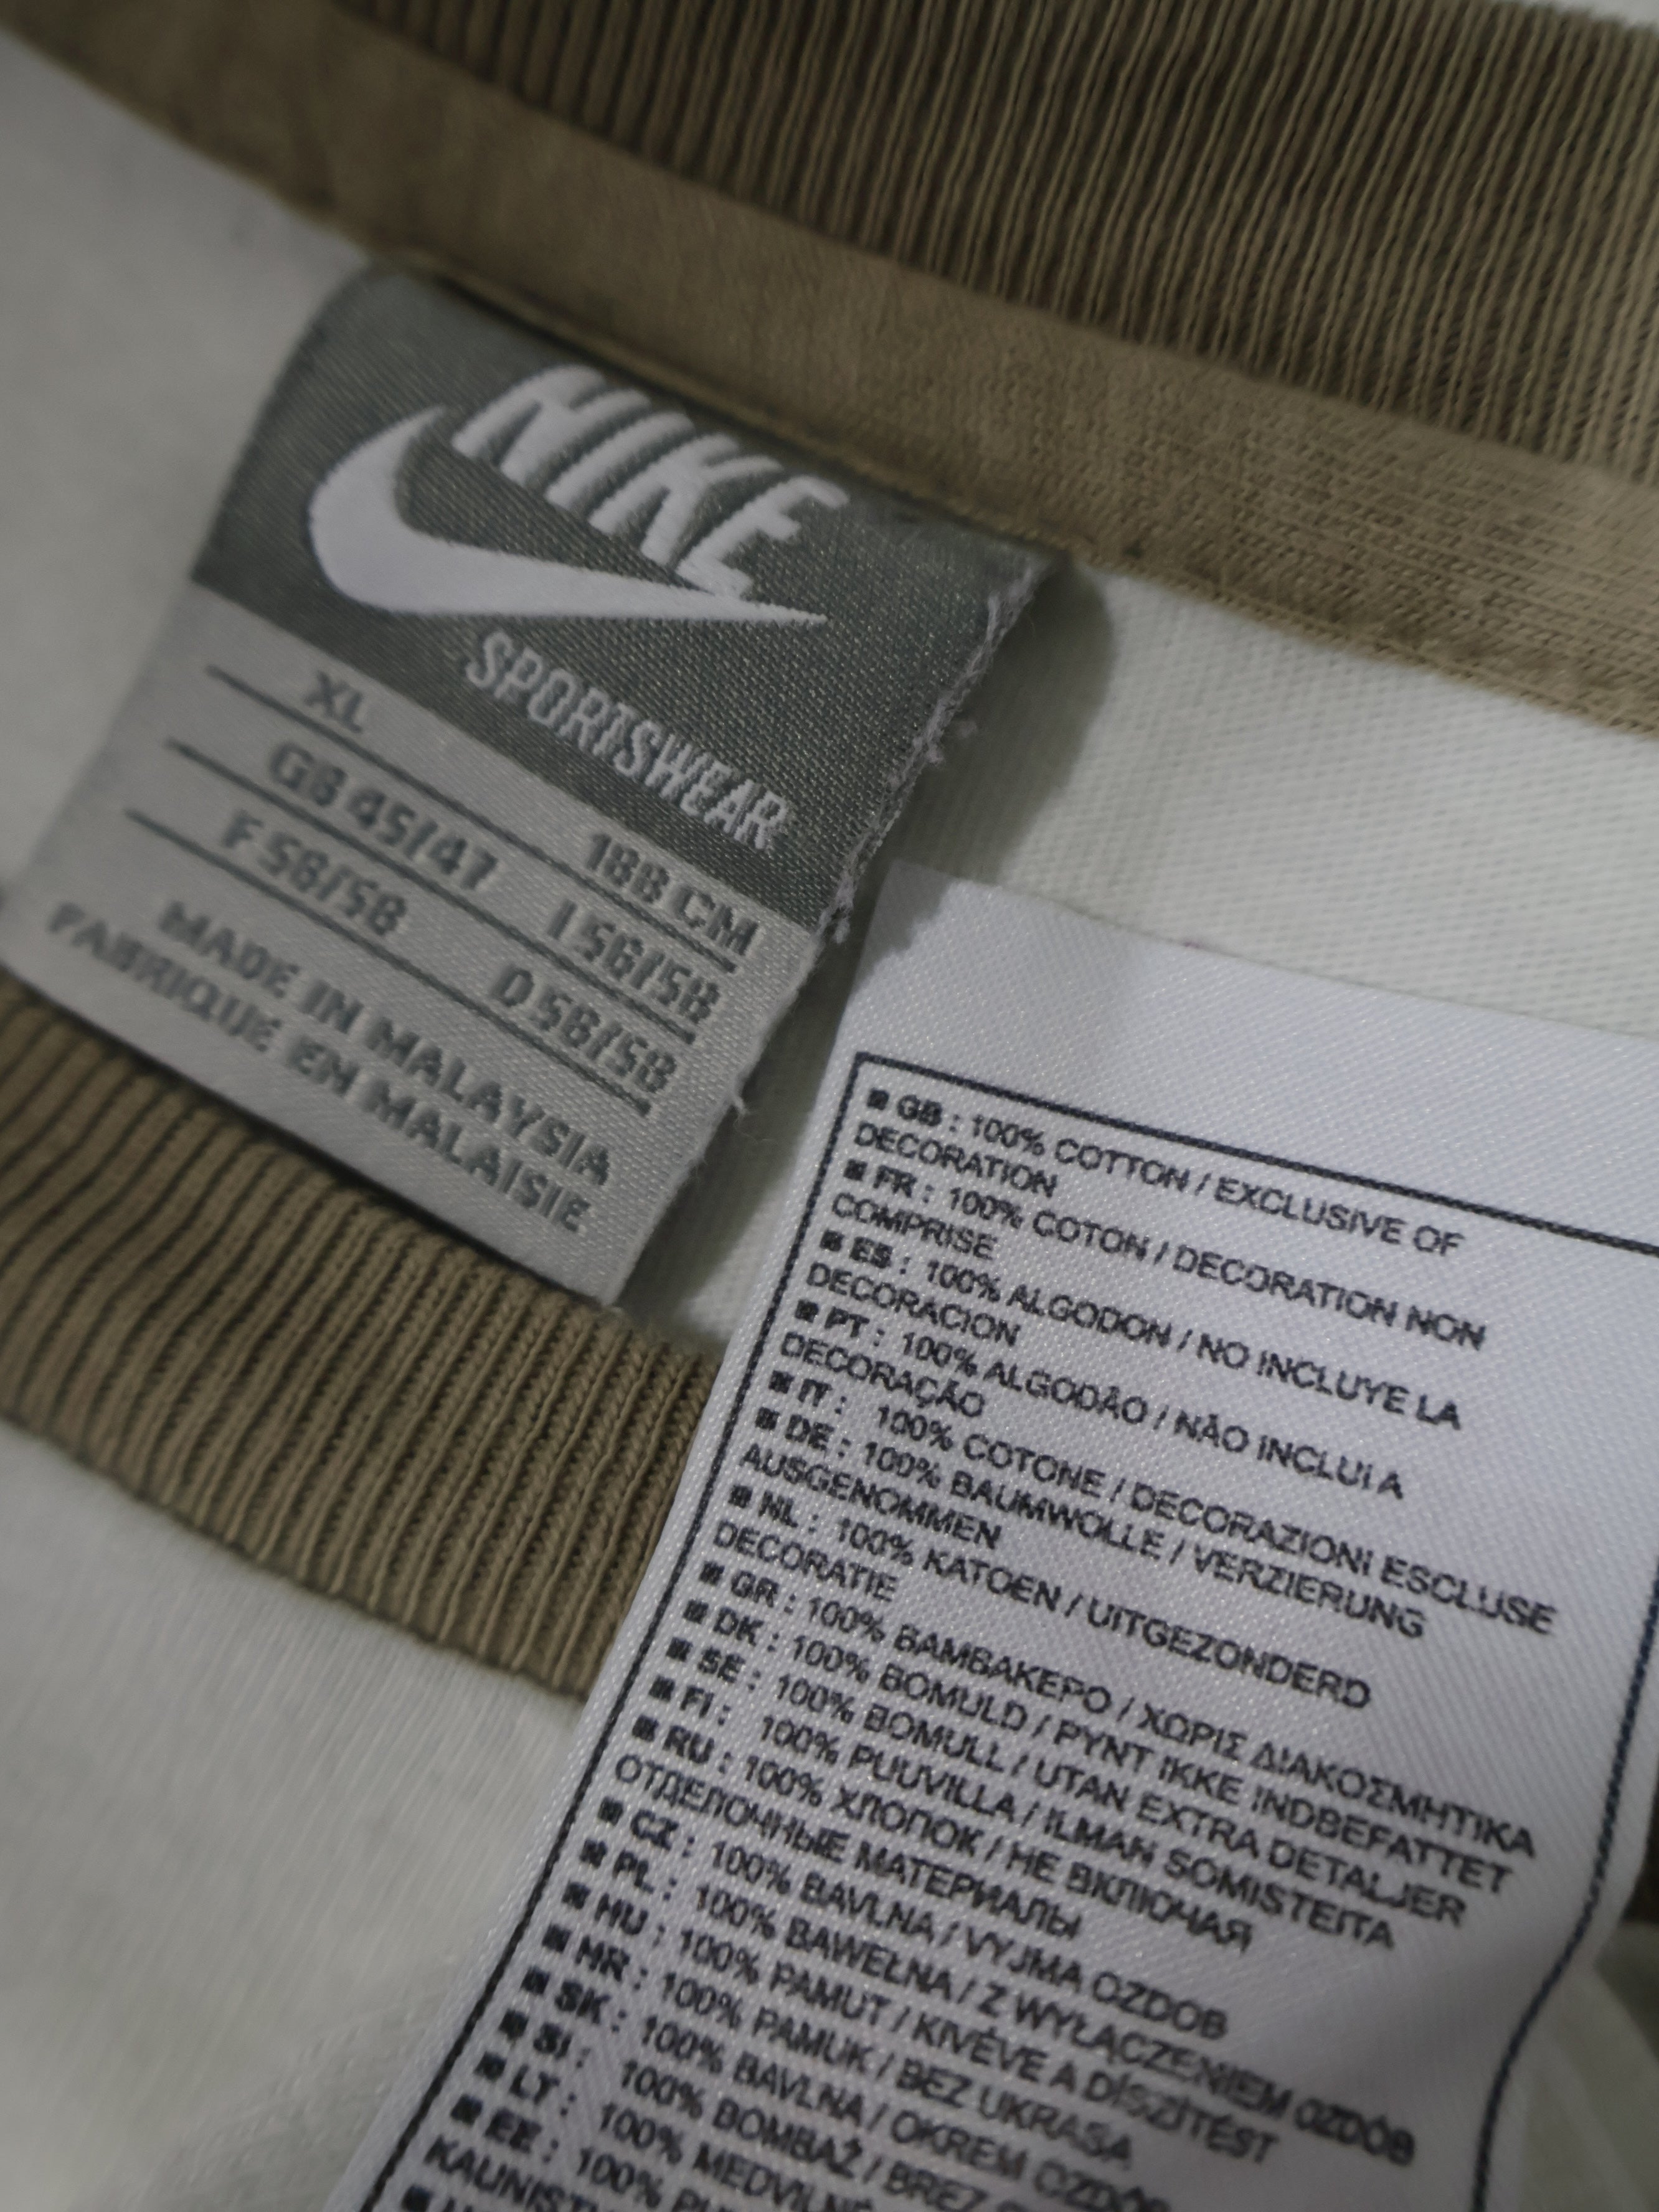 NIKE
SPORTSWEAR
XL 188 CM
GB 45/47 I 56/58
F 56/58 D 56/58
MADE IN MALAYSIA
FABRIQUE EN MALAISIE
■ GB : 100% COTTON / EXCLUSIVE OF
DECORATION
■ FR : 100% COTON / DECORATION NON
COMPRISE
■ ES : 100% ALGODON / NO INCLUYE LA
DECORACION
■ PT : 100% ALGODÃO / NÃO INCLUI A
DECORAÇÃO
■ IT : 100% COTONE / DECORAZIONI ESCLUSE
■ DE : 100% BAUMWOLLE / VERZIERUNG
AUSGENOMMEN
■ NL : 100% KATOEN / UITGEZONDERD
DECORATIE
■ GR : 100% ΒΑΜΒΑΚΕΡΟ / ΧΩΡΙΣ ΔΙΑΚΟΣΜΗΤΙΚΑ
■ DK : 100% BOMULD / PYNT IKKE INDBEFATTET
■ SE : 100% BOMULL / UTAN EXTRA DETALJER
■ FI : 100% PUUVILLA / ILMAN SOMISTEITA
■ RU : 100% ХЛОПОК / НЕ ВКЛЮЧАЯ
ОТДЕЛОЧНЫЕ МАТЕРИАЛЫ
■ CZ : 100% BAVLNA / VYJMA OZDOB
■ PL : 100% BAWEŁNA / Z WYŁĄCZENIEM OZDÓB
■ HU : 100% PAMUT / KIVÉVE A DÍSZÍTÉST
■ HR : 100% PAMUK / BEZ UKRASA
■ SK : 100% BAVLNA / OKREM OZDÔB
■ SI : 100% BOMBAŽ / BREZ
■ LT : 100% MEDVILNĖ
■ EE : 100%